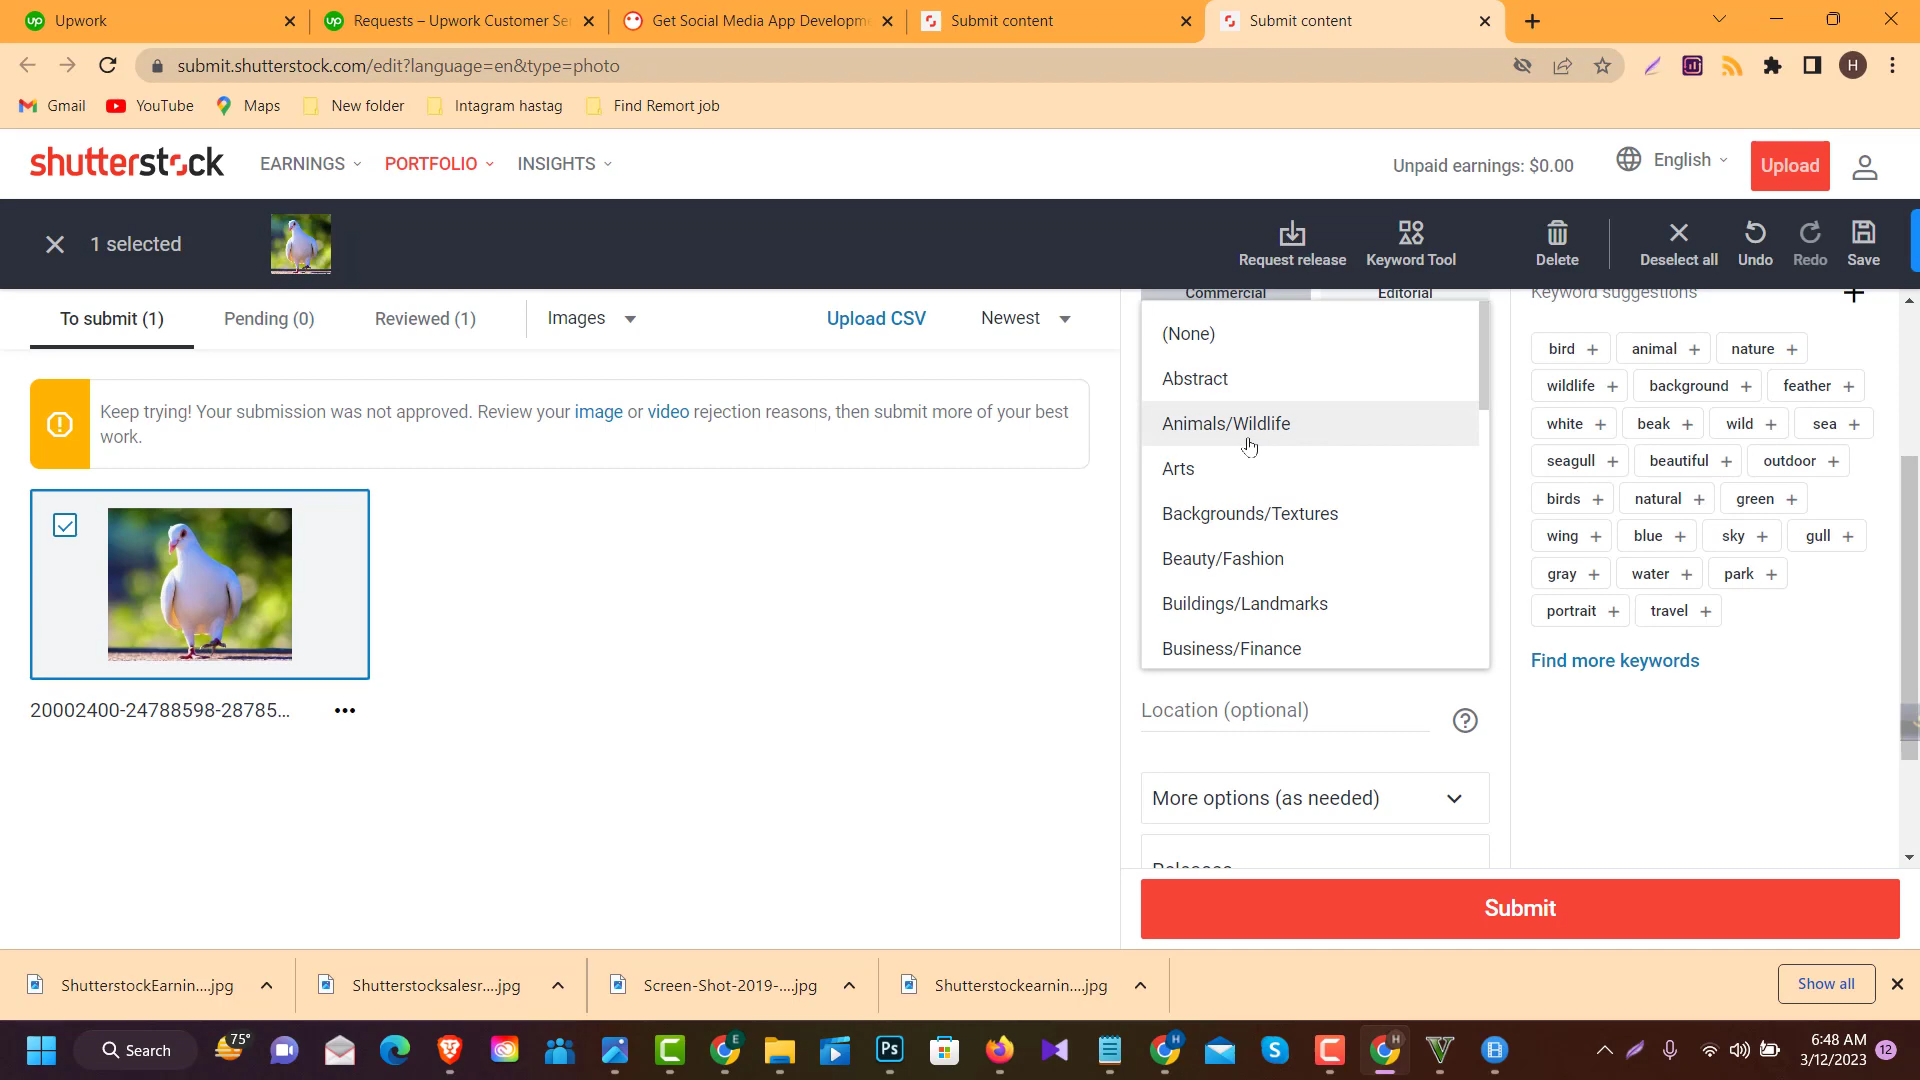 Upwork
Requests – Upwork Customer Se
Get Social Media App Developm
Submit content
Submit content
submit.shutterstock.com/edit?language=en&type=photo
H
Gmail
YouTube
Maps
New folder
Intagram hastag
Find Remort job
shutterstock
EARNINGS
PORTFOLIO
INSIGHTS
Unpaid earnings: $0.00
English
Upload
1 selected
Request release
Keyword Tool
Delete
Deselect all
Undo
Redo
Save
To submit (1)
Pending (0)
Reviewed (1)
Images
Upload CSV
Newest
Keep trying! Your submission was not approved. Review your image or video rejection reasons, then submit more of your best
work.
20002400-24788598-28785...
Commercial
Editorial
(None)
Abstract
Animals/Wildlife
Arts
Backgrounds/Textures
Beauty/Fashion
Buildings/Landmarks
Business/Finance
Location (optional)
More options (as needed)
Releases
Keyword suggestions
bird + animal + nature +
wildlife + background + feather +
white + beak + wild + sea +
seagull + beautiful + outdoor +
birds + natural + green +
wing + blue + sky + gull +
gray + water + park +
portrait + travel +
Find more keywords
Submit
ShutterstockEarnin....jpg
Shutterstocksalesr....jpg
Screen-Shot-2019-....jpg
Shutterstockearnin....jpg
Show all
Search
75°
E
Ps
H
S
H
6:48 AM
3/12/2023
12